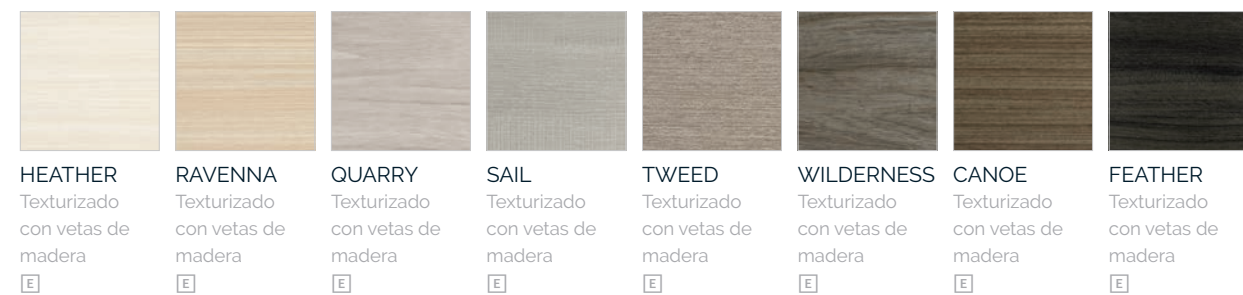 HEATHER
Texturizado
con vetas de
madera
E
RAVENNA
Texturizado
con vetas de
madera
E
QUARRY
Texturizado
con vetas de
madera
E
SAIL
Texturizado
con vetas de
madera
E
TWEED
Texturizado
con vetas de
madera
E
WILDERNESS
Texturizado
con vetas de
madera
E
CANOE
Texturizado
con vetas de
madera
E
FEATHER
Texturizado
con vetas de
madera
E